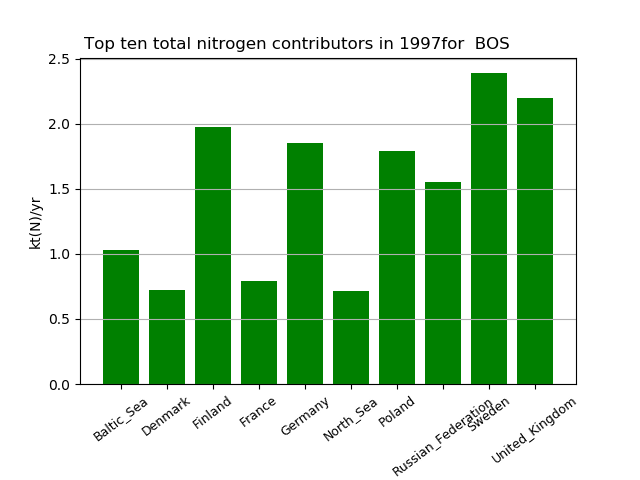 Top ten total nitrogen contributors in 1997for  BOS
2.5
2.0
1.5
1.0
0.5
0.0
kt(N)/yr
Baltic_Sea
Denmark
Finland
France
Germany
North_Sea
Poland
Russian_Federation
Sweden
United_Kingdom